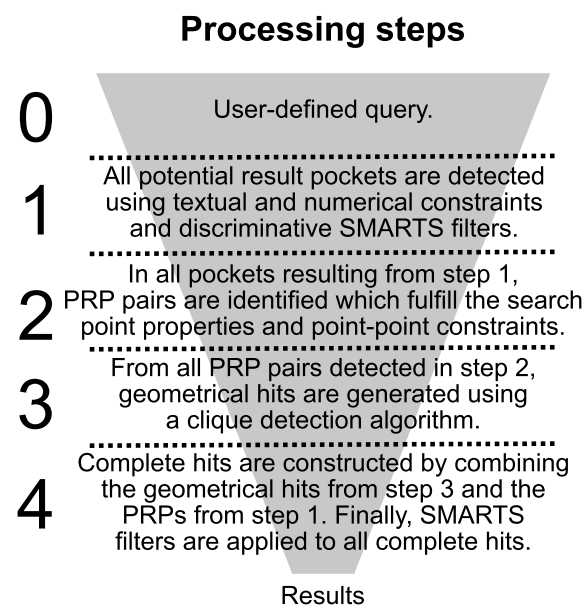 Processing steps
0
User-defined query.
1
All potential result pockets are detected
using textual and numerical constraints
and discriminative SMARTS filters.
2
In all pockets resulting from step 1,
PRP pairs are identified which fulfill the search
point properties and point-point constraints.
3
From all PRP pairs detected in step 2,
geometrical hits are generated using
a clique detection algorithm.
4
Complete hits are constructed by combining
the geometrical hits from step 3 and the
PRPs from step 1. Finally, SMARTS
filters are applied to all complete hits.
Results